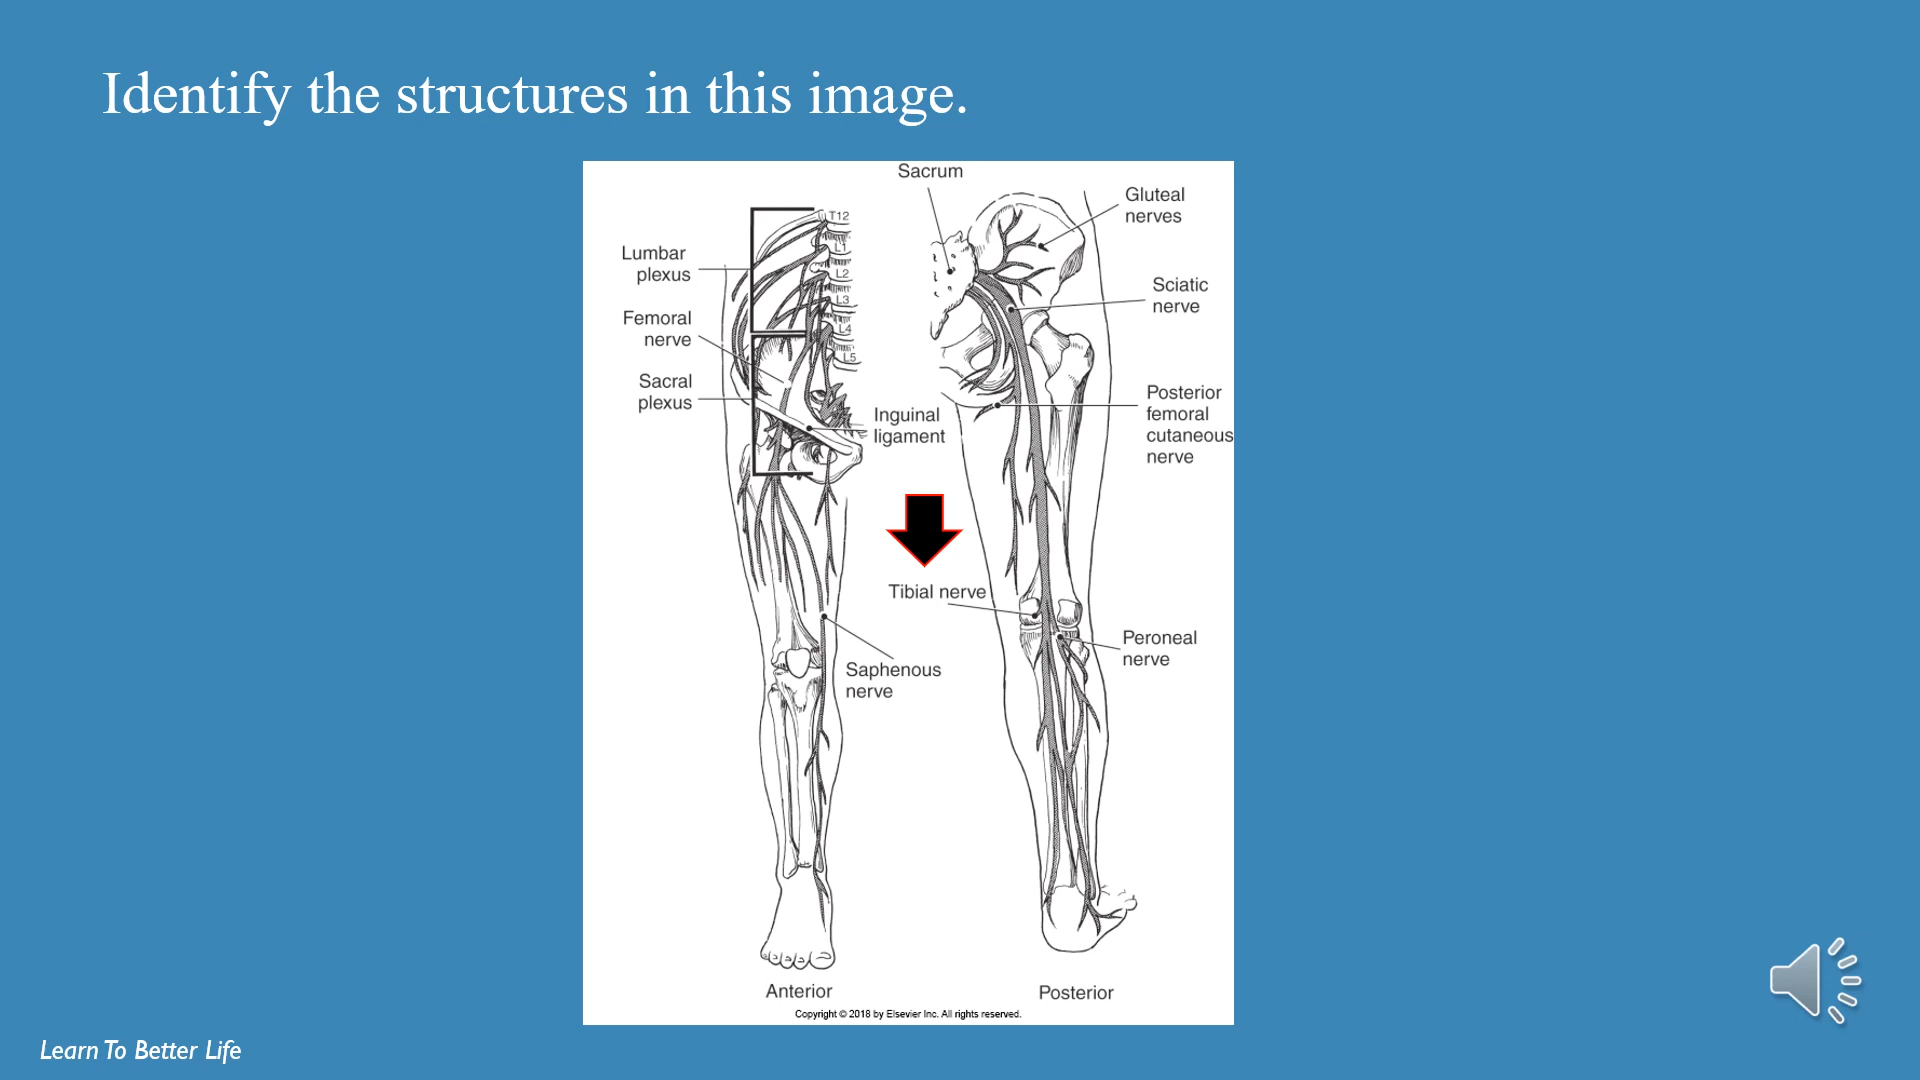 Identify the structures in this image.
Sacrum
Gluteal
nerves
T12
L1
Lumbar
plexus
L2
L3
Sciatic
nerve
Femoral
nerve
L4
L5
Sacral
plexus
Inguinal
ligament
Posterior
femoral
cutaneous
nerve
Tibial nerve
Peroneal
nerve
Saphenous
nerve
Anterior
Posterior
Copyright © 2018 by Elsevier Inc. All rights reserved.
Learn To Better Life